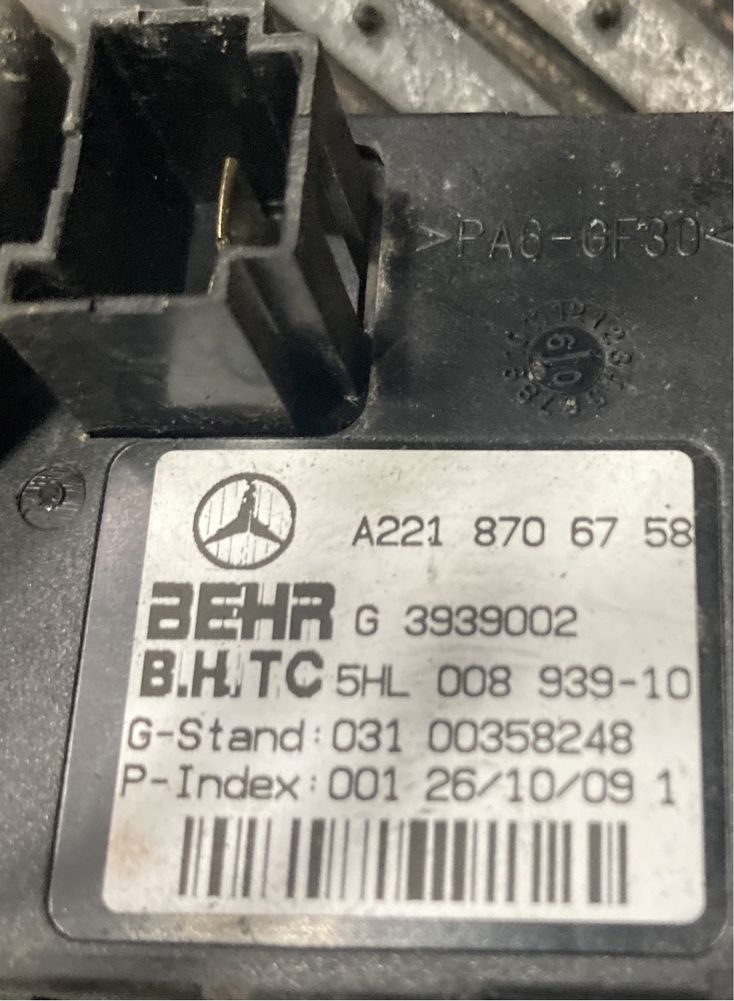 >PA6-GF30<
A221 870 67 58
BEHR G 3939002
B.H.TC 5HL 008 939-10
G-Stand:031 00358248
P-Index:001 26/10/09 1